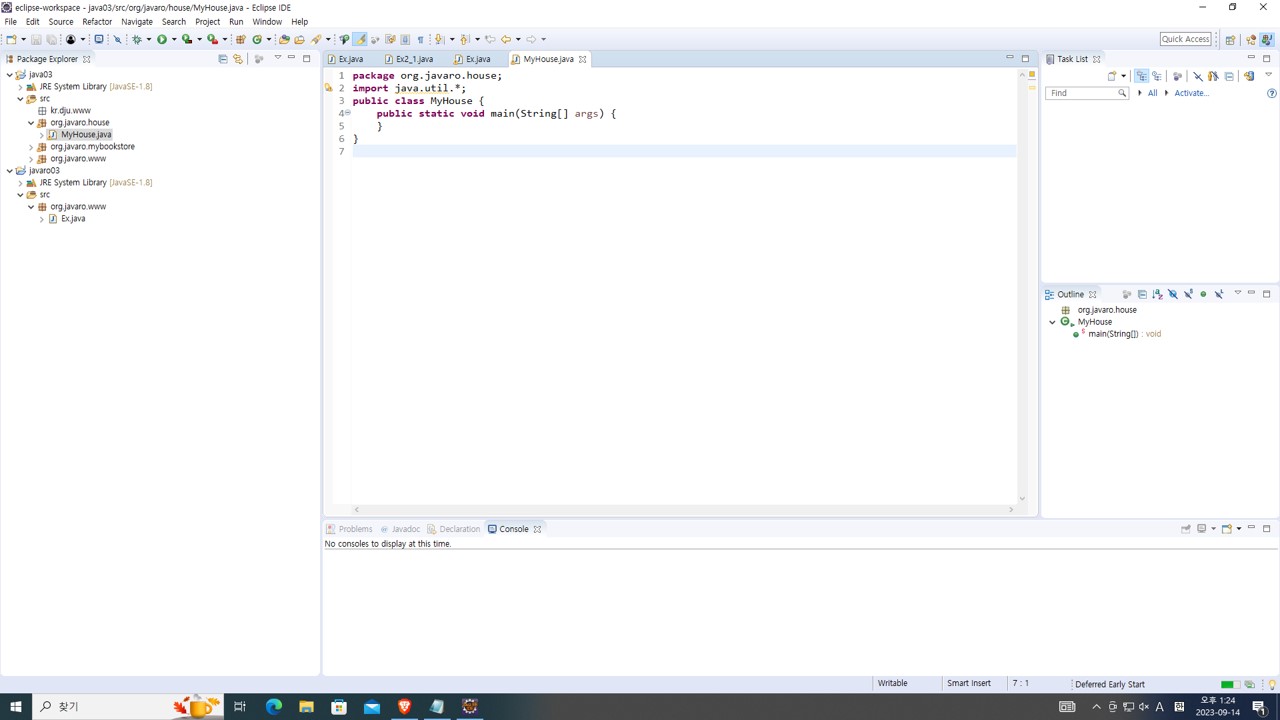 eclipse-workspace - java03/src/org/javaro/house/MyHouse.java - Eclipse IDE
File Edit Source Refactor Navigate Search Project Run Window Help
Quick Access
Package Explorer
java03
JRE System Library [JavaSE-1.8]
src
kr.dju.www
org.javaro.house
MyHouse.java
org.javaro.mybookstore
org.javaro.www
javaro03
JRE System Library [JavaSE-1.8]
src
org.javaro.www
Ex.java
Ex.java Ex2_1.java Ex.java MyHouse.java
1 package org.javaro.house;
2 import java.util.*;
3 public class MyHouse {
4 public static void main(String[] args) {
5 }
6 }
7
Problems Javadoc Declaration Console
No consoles to display at this time.
Task List
Find All Activate...
Outline
org.javaro.house
MyHouse
main(String[]) : void
Writable Smart Insert 7 : 1 Deferred Early Start
찾기
A 오후 1:24
2023-09-14
1